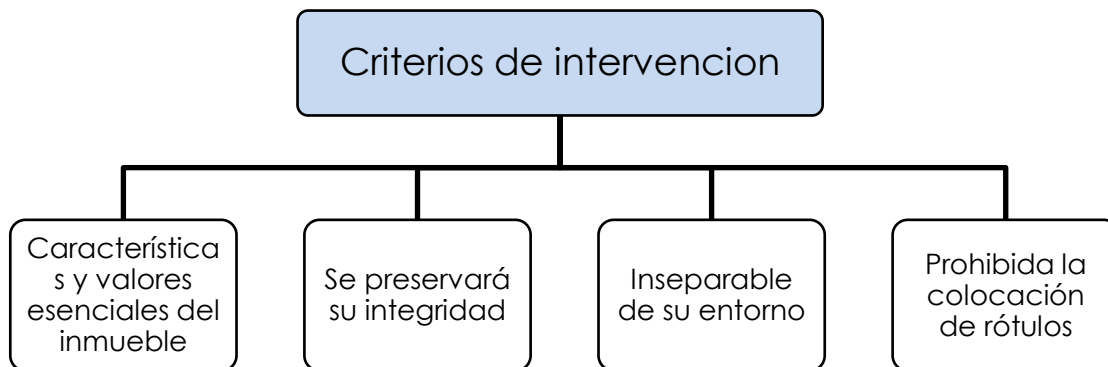 Criterios de intervencion
Característica
s y valores
esenciales del
inmueble
Se preservará
su integridad
Inseparable
de su entorno
Prohibida la
colocación
de rótulos